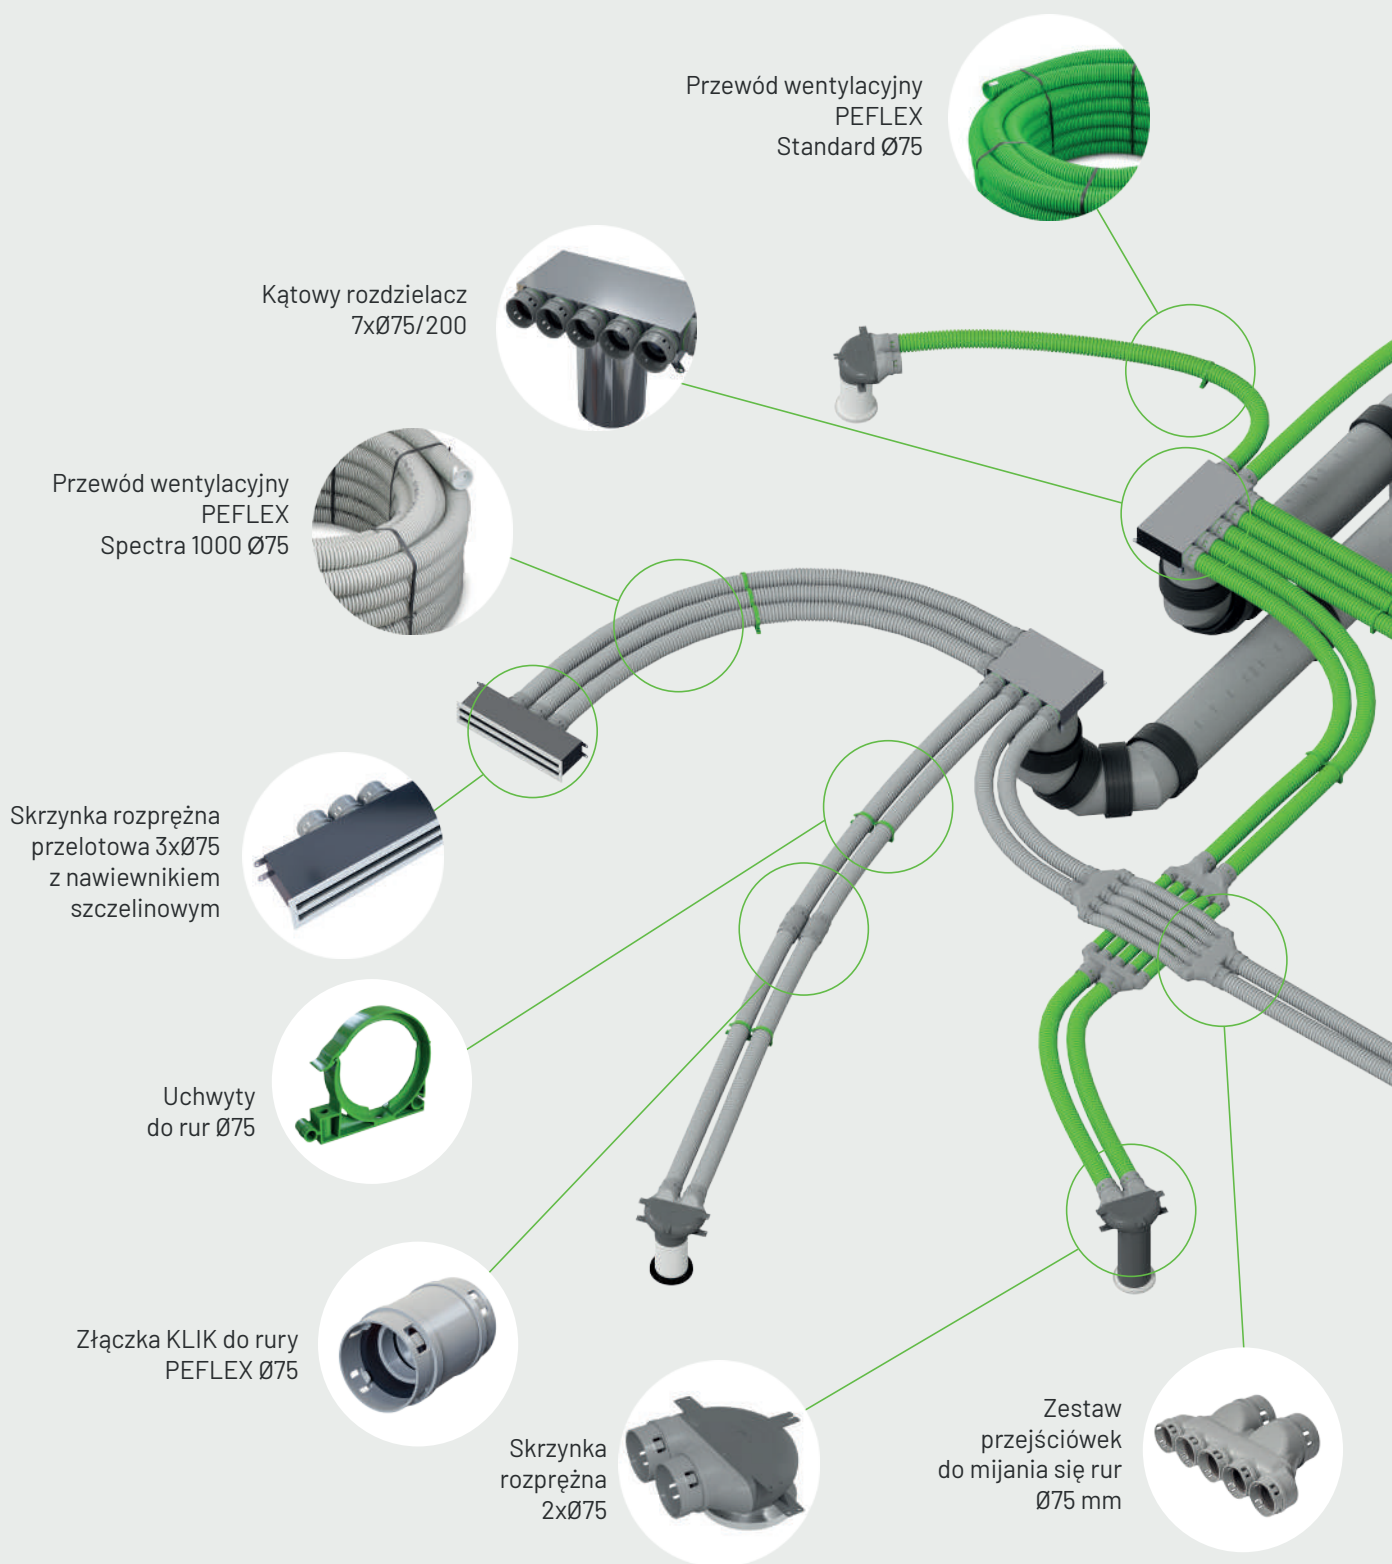 Przewód wentylacyjny
PEFLEX
Standard Ø75
Kątowy rozdzielacz
7xØ75/200
Przewód wentylacyjny
PEFLEX
Spectra 1000 Ø75
Skrzynka rozprężna
przelotowa 3xØ75
z nawiewnikiem
szczelinowym
Uchwyty
do rur Ø75
Złączka KLIK do rury
PEFLEX Ø75
Skrzynka
rozprężna
2xØ75
Zestaw
przejściówek
do mijania się rur
Ø75 mm